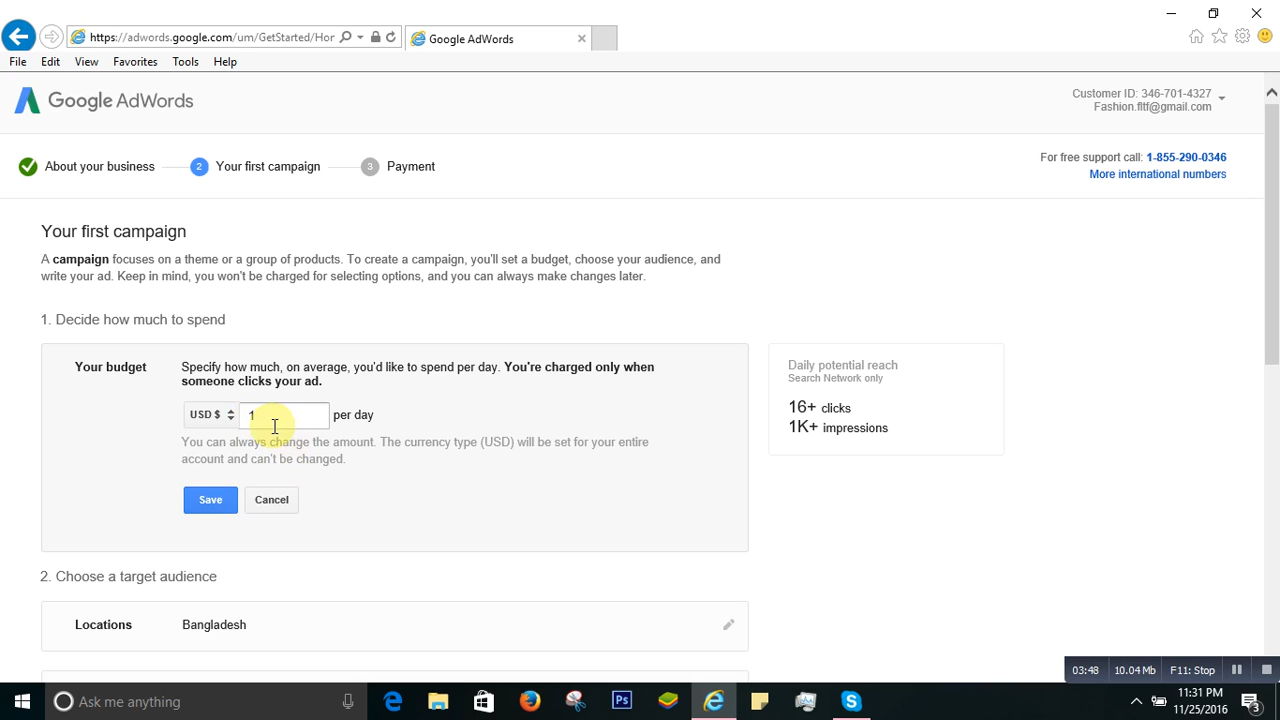 https://adwords.google.com/um/GetStarted/Hor
Google AdWords
File Edit View Favorites Tools Help
Google AdWords
Customer ID: 346-701-4327
Fashion.fltf@gmail.com
About your business
2 Your first campaign
3 Payment
For free support call: 1-855-290-0346
More international numbers
Your first campaign
A campaign focuses on a theme or a group of products. To create a campaign, you'll set a budget, choose your audience, and
write your ad. Keep in mind, you won't be charged for selecting options, and you can always make changes later.
1. Decide how much to spend
Your budget
Specify how much, on average, you'd like to spend per day. You're charged only when
someone clicks your ad.
USD $ 1 per day
You can always change the amount. The currency type (USD) will be set for your entire
account and can't be changed.
Save Cancel
Daily potential reach
Search Network only
16+ clicks
1K+ impressions
2. Choose a target audience
Locations Bangladesh
03:48 10.04 Mb F11: Stop
Ask me anything
Ps
S
11:31 PM
11/25/2016
3